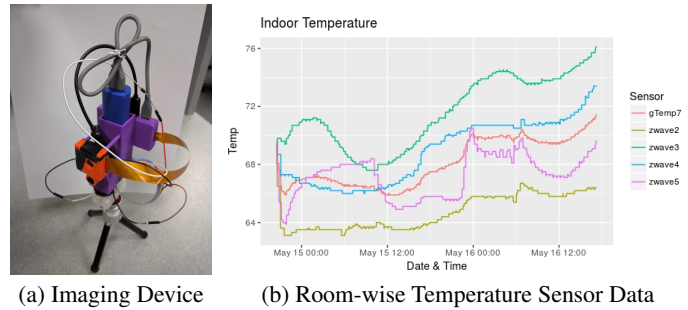 Indoor Temperature
76
72
68
64
Temp
May 15 00:00
May 15 12:00
May 16 00:00
May 16 12:00
Date & Time
Sensor
gTemp7
zwave2
zwave3
zwave4
zwave5
(a) Imaging Device
(b) Room-wise Temperature Sensor Data